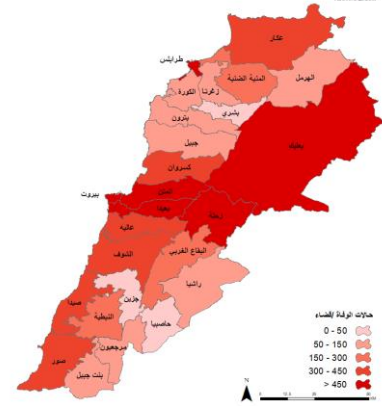 عكار
طرابلس
المنية الضنية
الهرمل
زغرتا
الكورة
بشري
بترون
بعلبك
جبيل
كسروان
المتن
بيروت
بعبدا
زحلة
عاليه
البقاع الغربي
الشوف
راشيا
جزين
صيدا
النبطية
حاصبيا
مرجعيون
صور
بنت جبيل
حالات الوفاة /قضاء
0 - 50
50 - 150
150 - 300
300 - 450
> 450
N